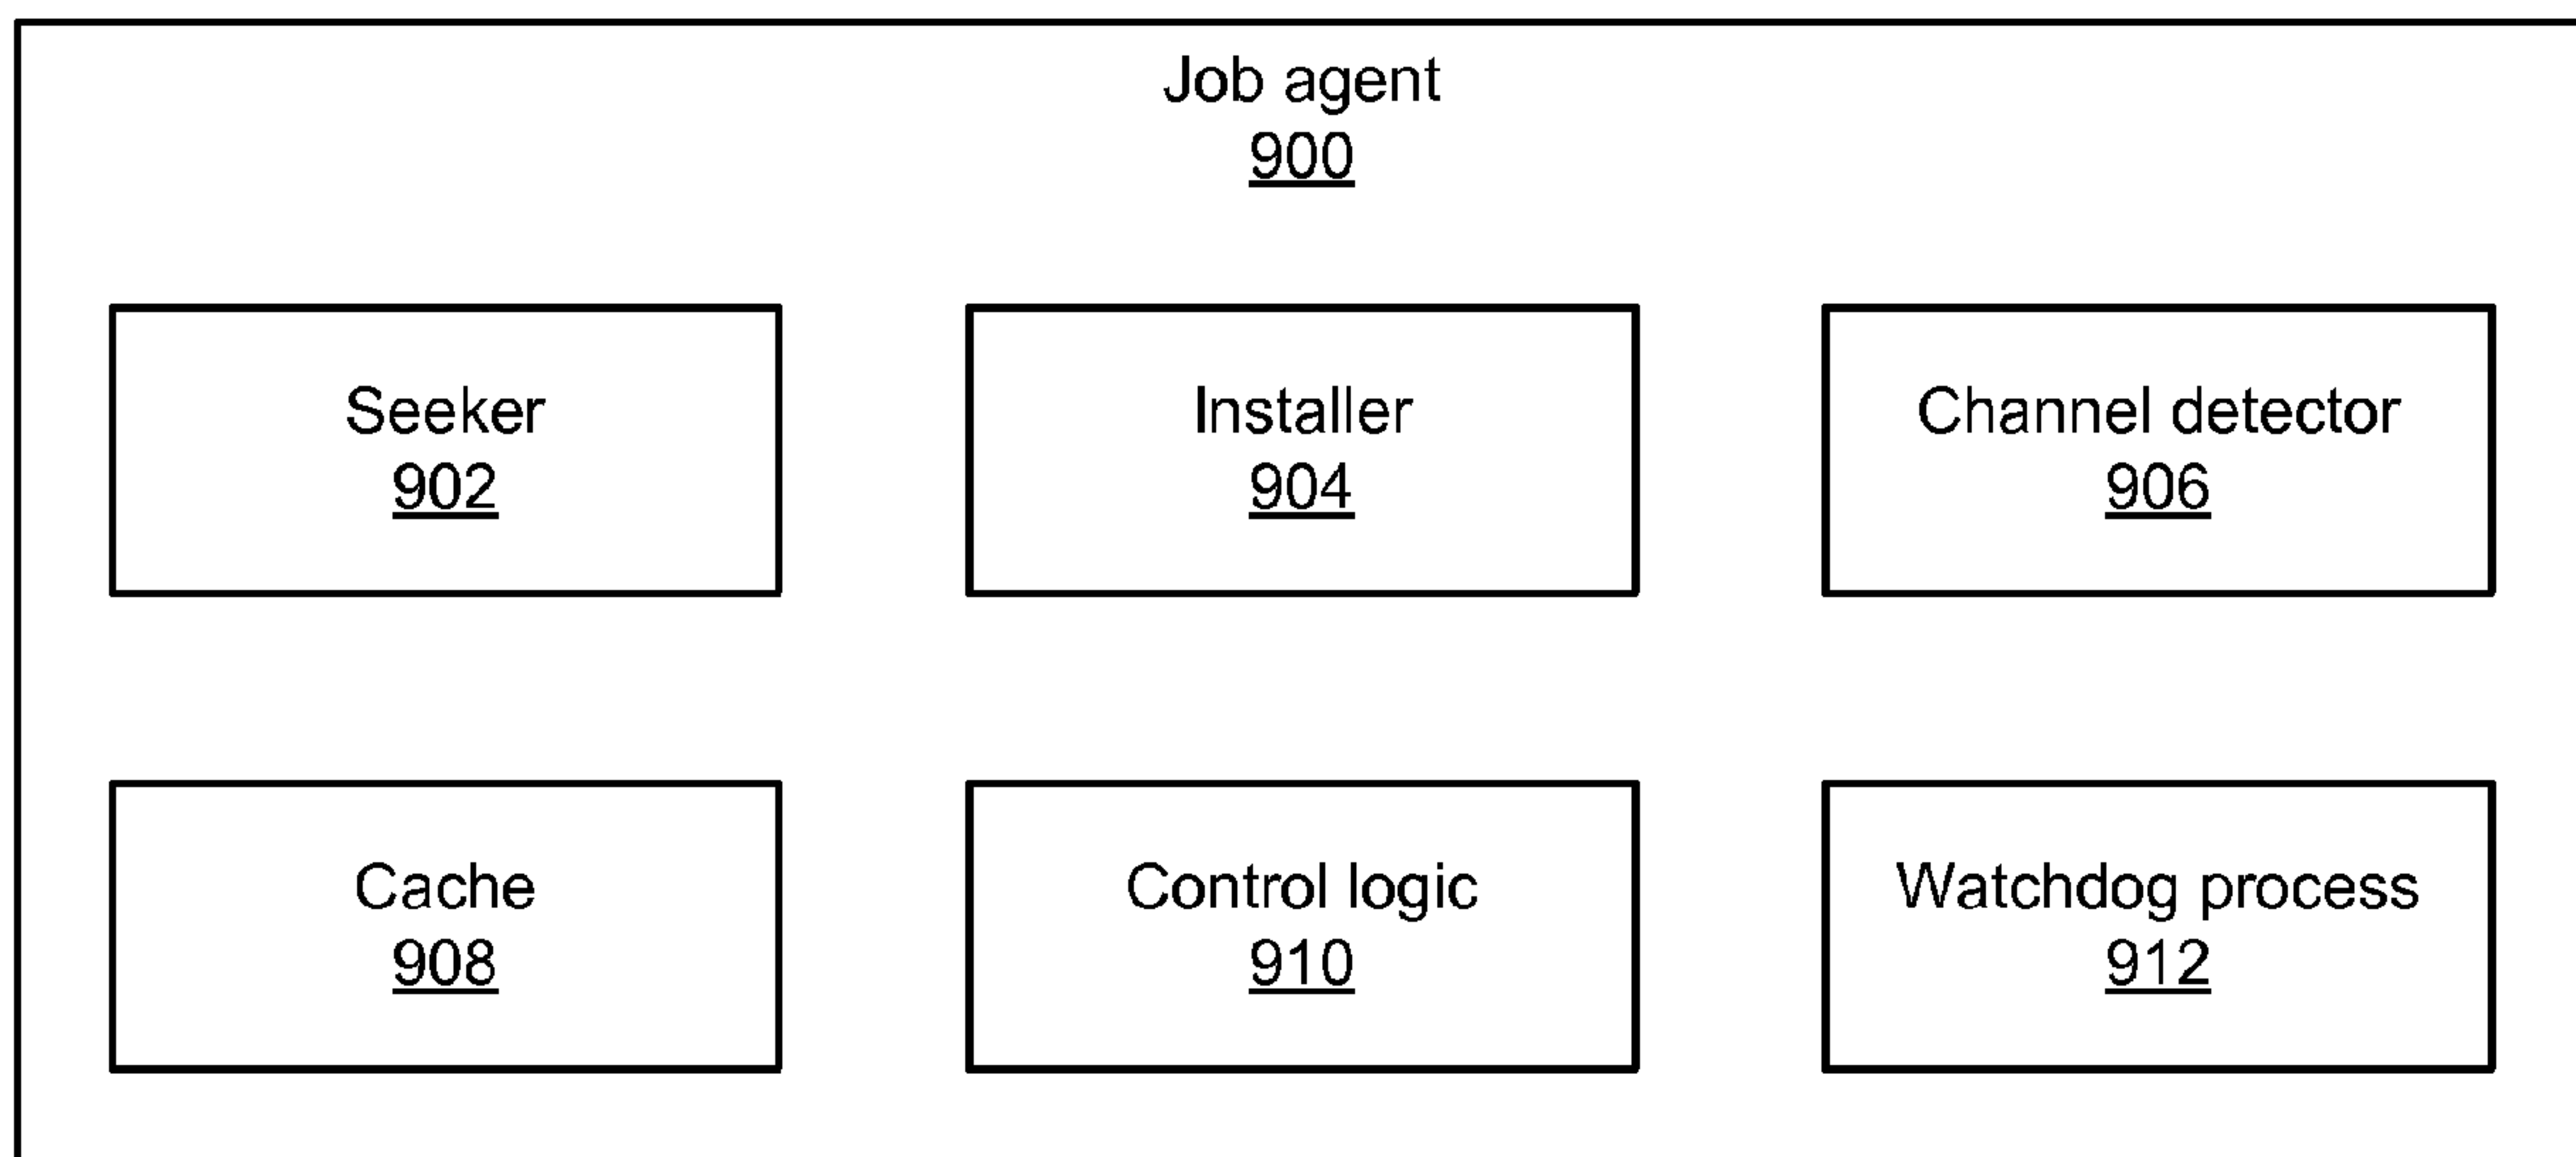 Job agent
900
Seeker
902
Installer
904
Channel detector
906
Cache
908
Control logic
910
Watchdog process
912